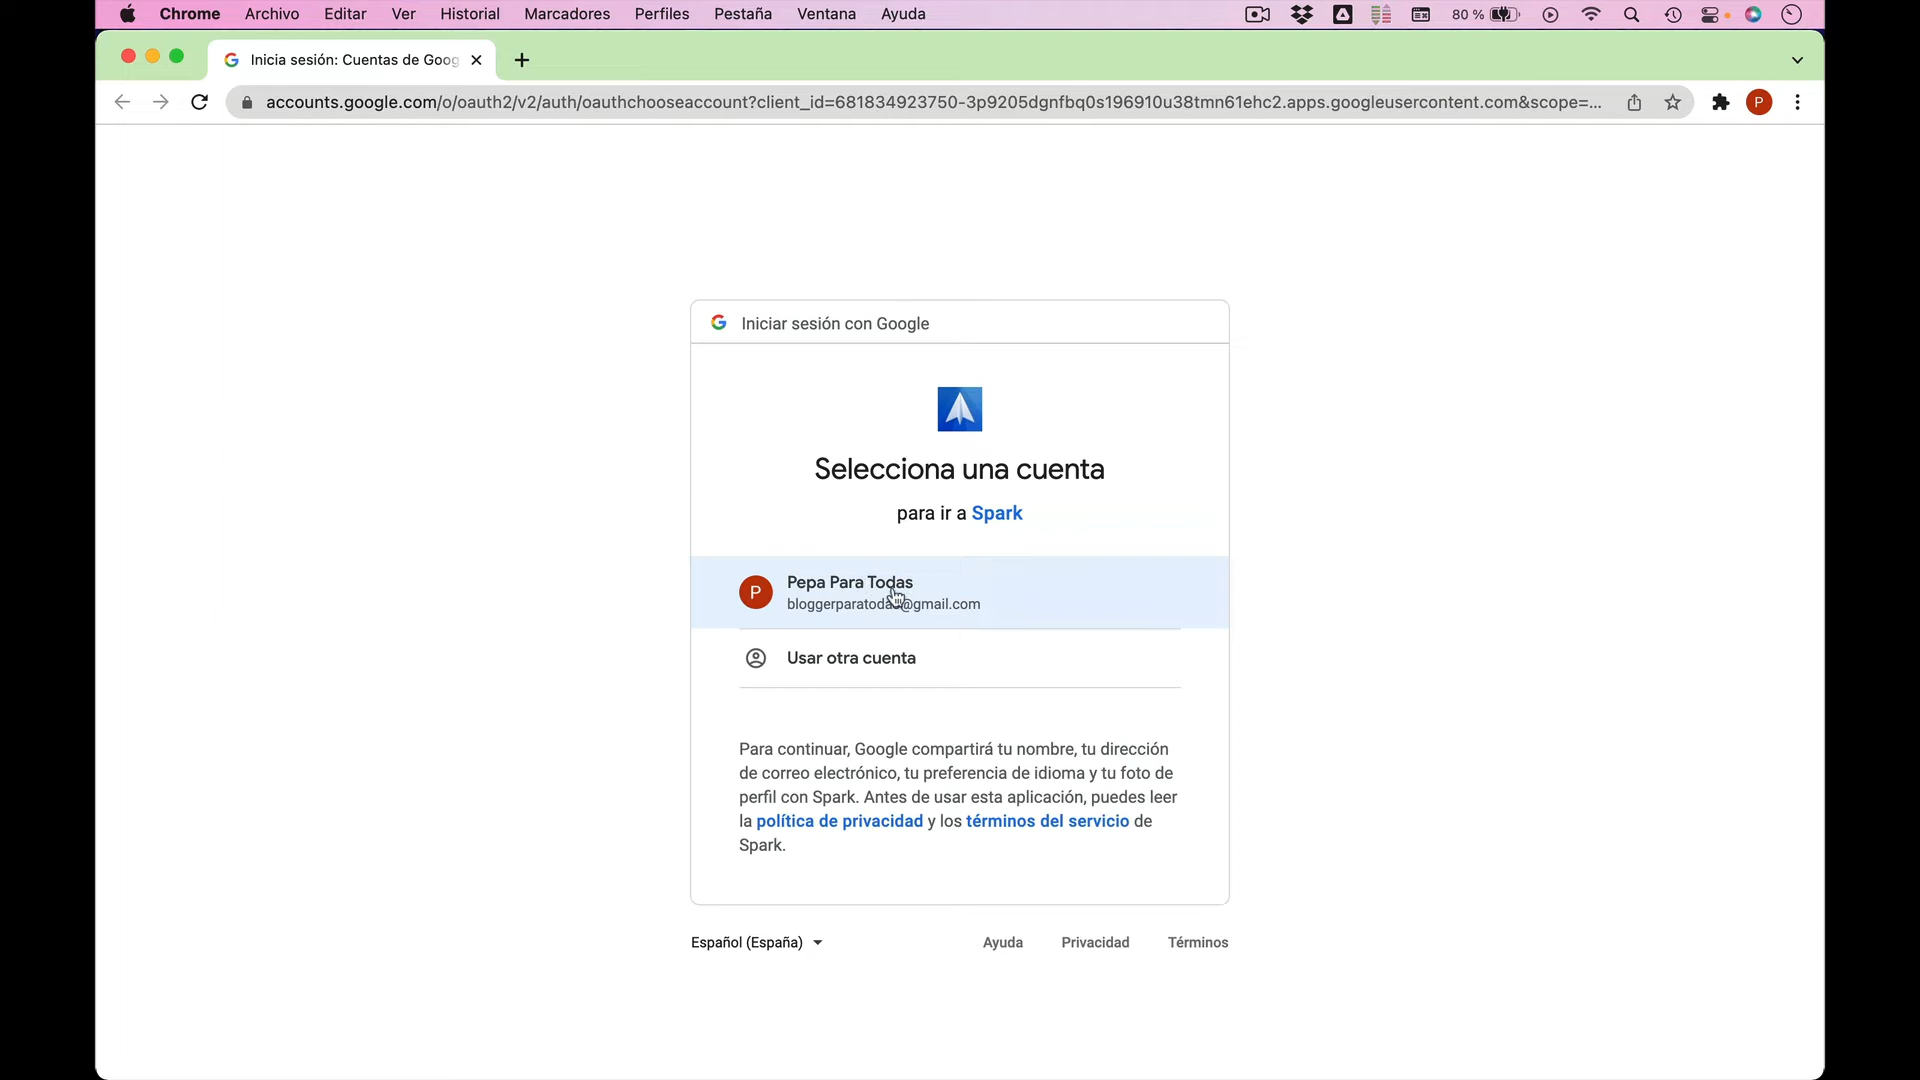 Chrome Archivo Editar Ver Historial Marcadores Perfiles Pestaña Ventana Ayuda 80 %
Inicia sesión: Cuentas de Goog
accounts.google.com/o/oauth2/v2/auth/oauthchooseaccount?client_id=681834923750-3p9205dgnfbq0s196910u38tmn61ehc2.apps.googleusercontent.com&scope=... P
Iniciar sesión con Google
Selecciona una cuenta
para ir a Spark
P
Pepa Para Todas
@gmail.com
Usar otra cuenta
Para continuar, Google compartirá tu nombre, tu dirección
de correo electrónico, tu preferencia de idioma y tu foto de
perfil con Spark. Antes de usar esta aplicación, puedes leer
la política de privacidad y los términos del servicio de
Spark.
Español (España) Ayuda Privacidad Términos